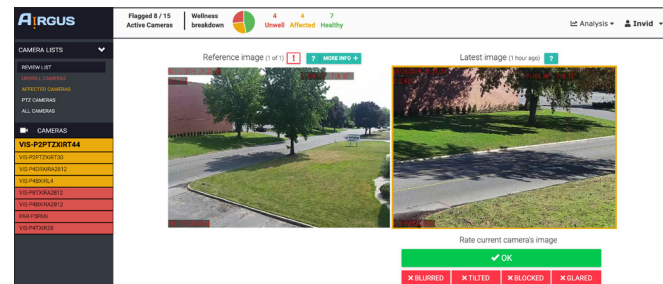 AIRGUS
Flagged 8 / 15
Active Cameras
Wellness
breakdown
4
Unwell
4
Affected
7
Healthy
Analysis
Invid
CAMERA LISTS
REVIEW LIST
UNWELL CAMERAS
AFFECTED CAMERAS
PTZ CAMERAS
ALL CAMERAS
CAMERAS
VIS-P2PTZXIRT44
VIS-P2PTZXIRT30
VIS-P4DRXIRA2812
VIS-P4BXIRL4
VIS-P5TXIRA2812
VIS-P4BXIRA2812
PAR-P5PAN
VIS-P4TXIR28
Reference image (1 of 1) ! ? MORE INFO +
Latest image (1 hour ago) ?
Rate current camera's image
✔ OK
✖ BLURRED
✖ TILTED
✖ BLOCKED
✖ GLARED